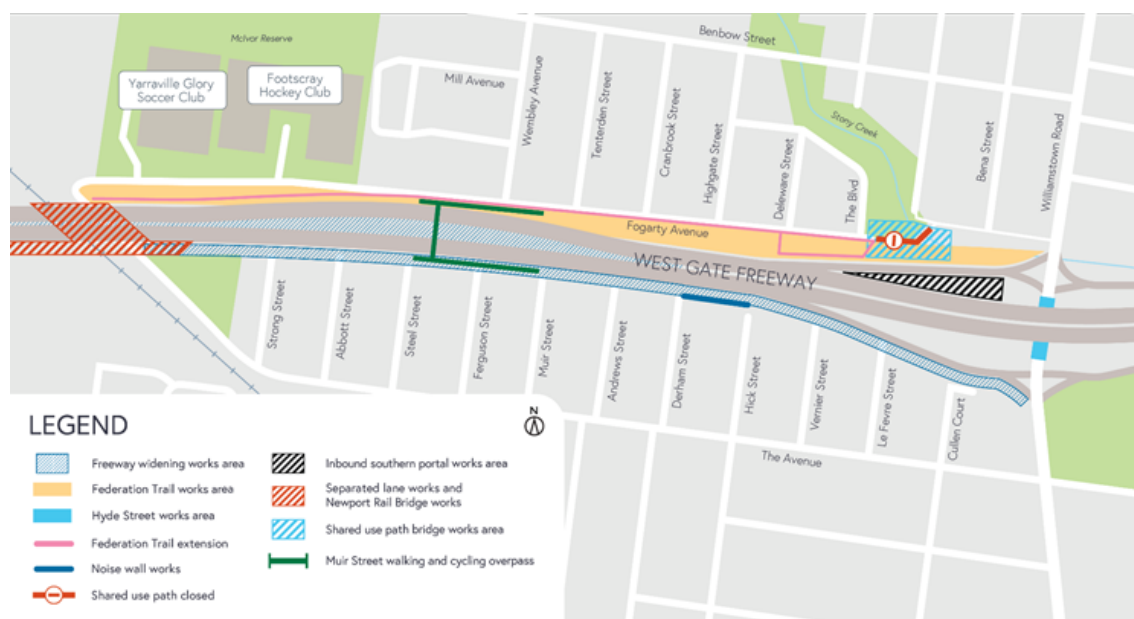 McIvor Reserve
Yarraville Glory
Soccer Club
Footscray
Hockey Club
Mill Avenue
Wembley Avenue
Tenterden Street
Cranbrook Street
Highgate Street
Deleware Street
The Blvd
Benbow Street
Stony Creek
Bena Street
Williamstown Road
Fogarty Avenue
WEST GATE FREEWAY
Strong Street
Abbott Street
Steel Street
Ferguson Street
Muir Street
Andrews Street
Derham Street
Hick Street
Vernier Street
Le Fevre Street
Cullen Court
The Avenue
LEGEND
N
Freeway widening works area
Federation Trail works area
Hyde Street works area
Federation Trail extension
Noise wall works
Shared use path closed
Inbound southern portal works area
Separated lane works and
Newport Rail Bridge works
Shared use path bridge works area
Muir Street walking and cycling overpass